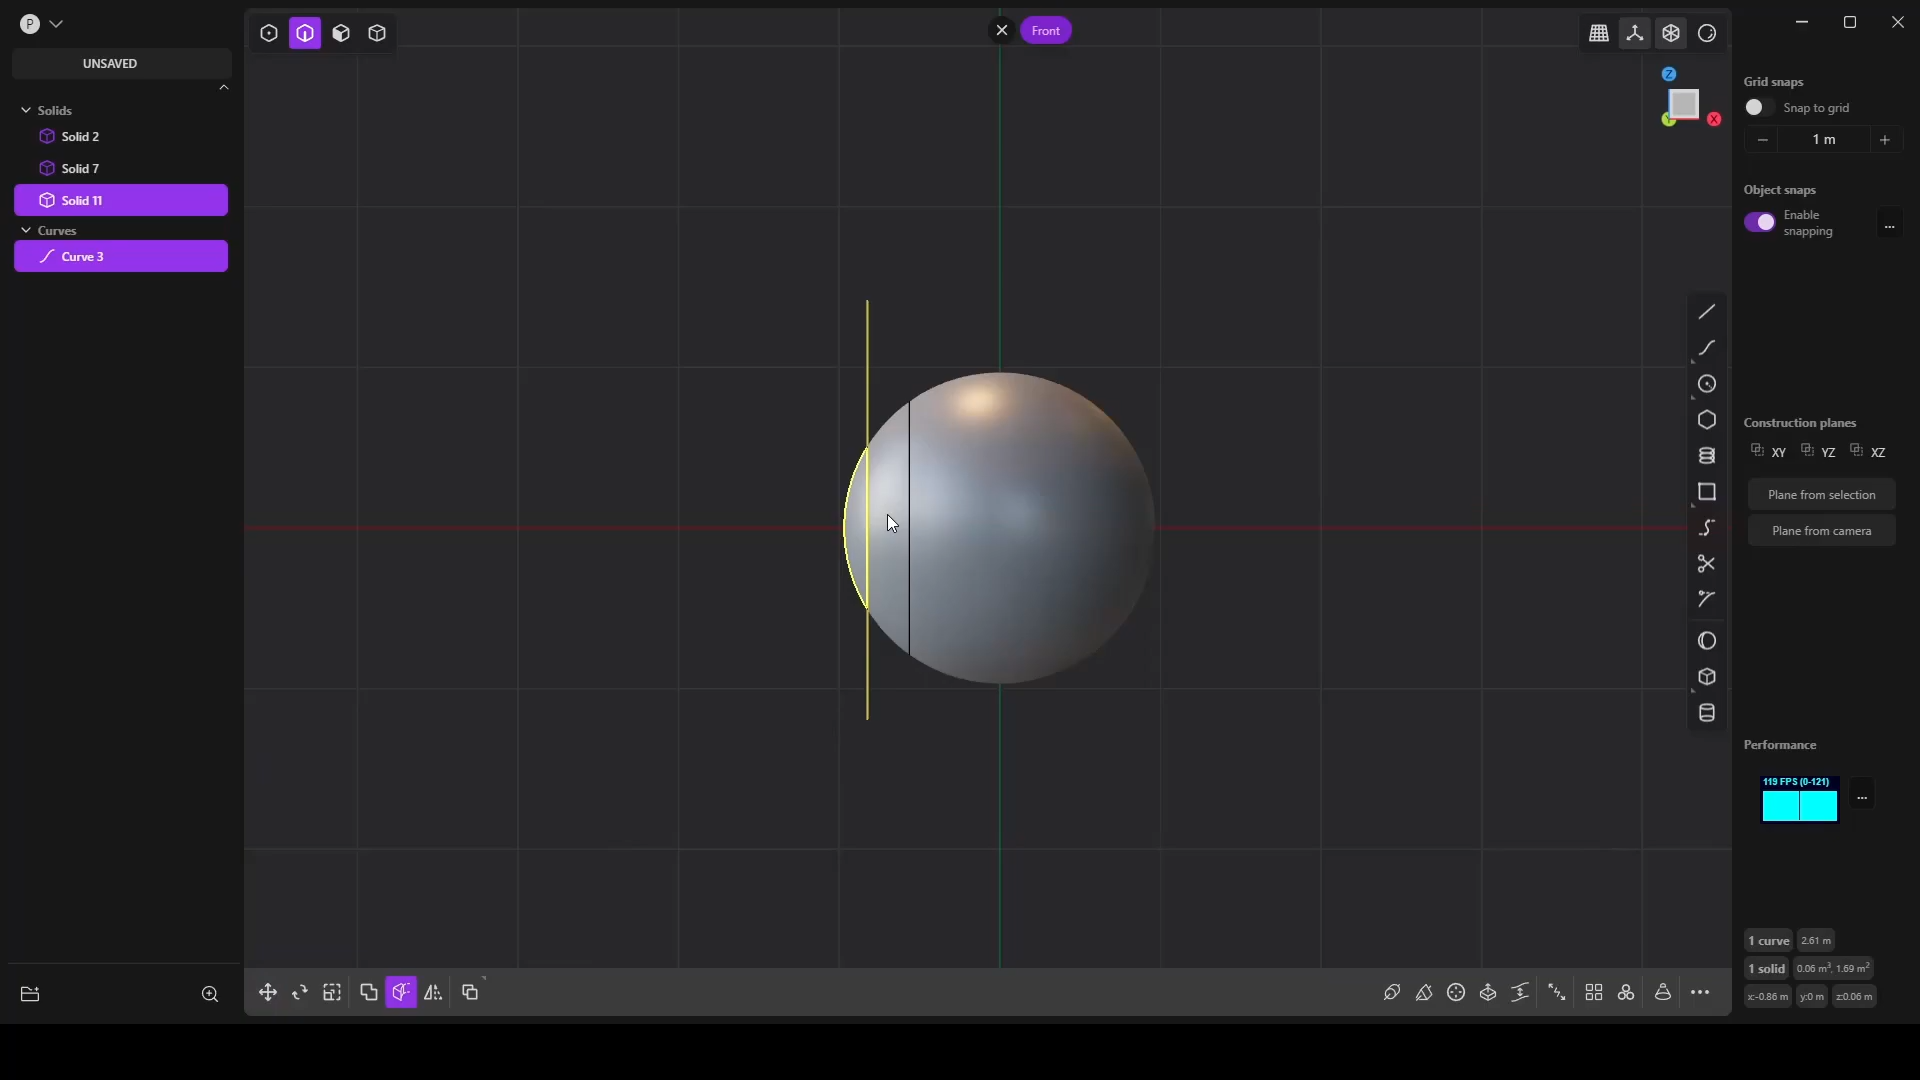 P
UNSAVED
Solids
Solid 2
Solid 7
Solid 11
Curves
Curve 3
Front
Z
Y
X
Grid snaps
Snap to grid
1 m
Object snaps
Enable
snapping
...
Construction planes
XY YZ XZ
Plane from selection
Plane from camera
Performance
119 FPS (0-121)
...
1 curve 2.61 m
1 solid 0.06 m³, 1.69 m²
x:-0.86 m y:0 m z:0.06 m